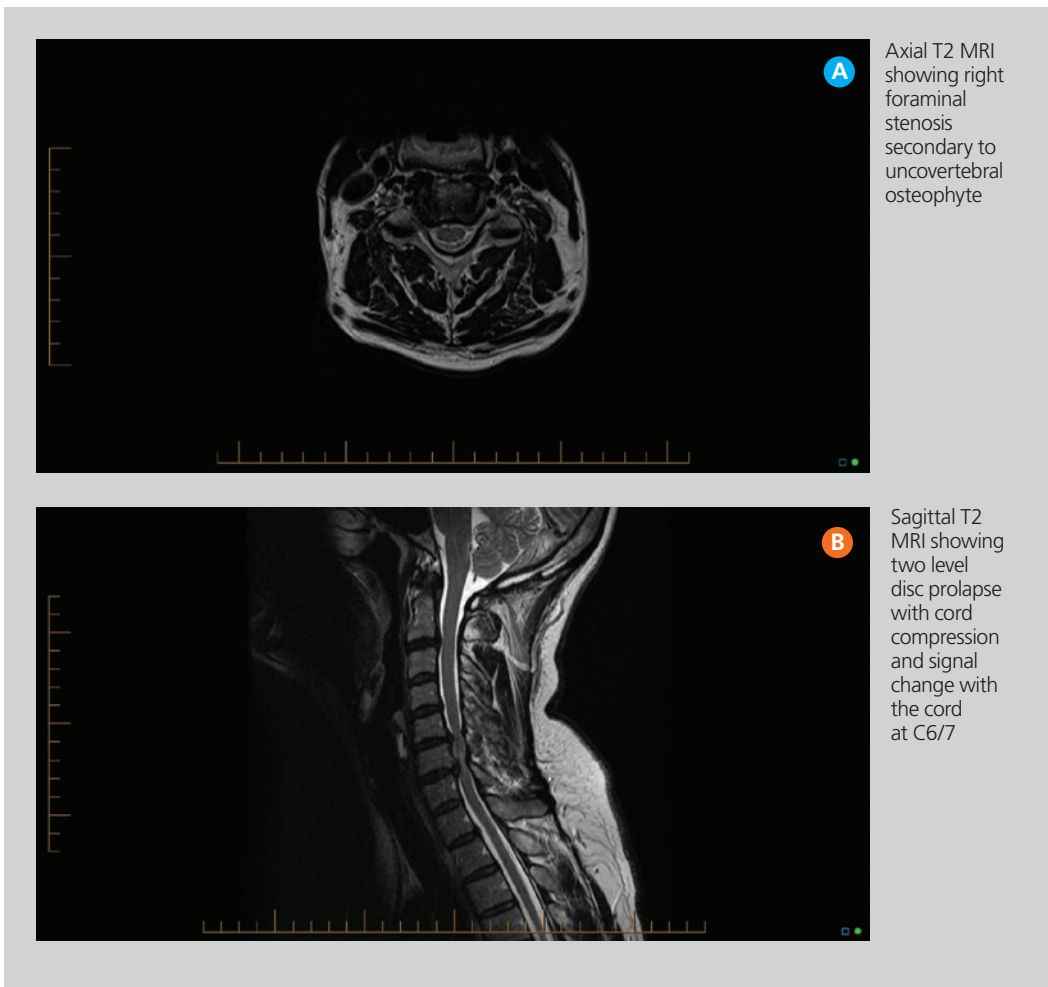 A
Axial T2 MRI
showing right
foraminal
stenosis
secondary to
uncovertebral
osteophyte
B
Sagittal T2
MRI showing
two level
disc prolapse
with cord
compression
and signal
change with
the cord
at C6/7